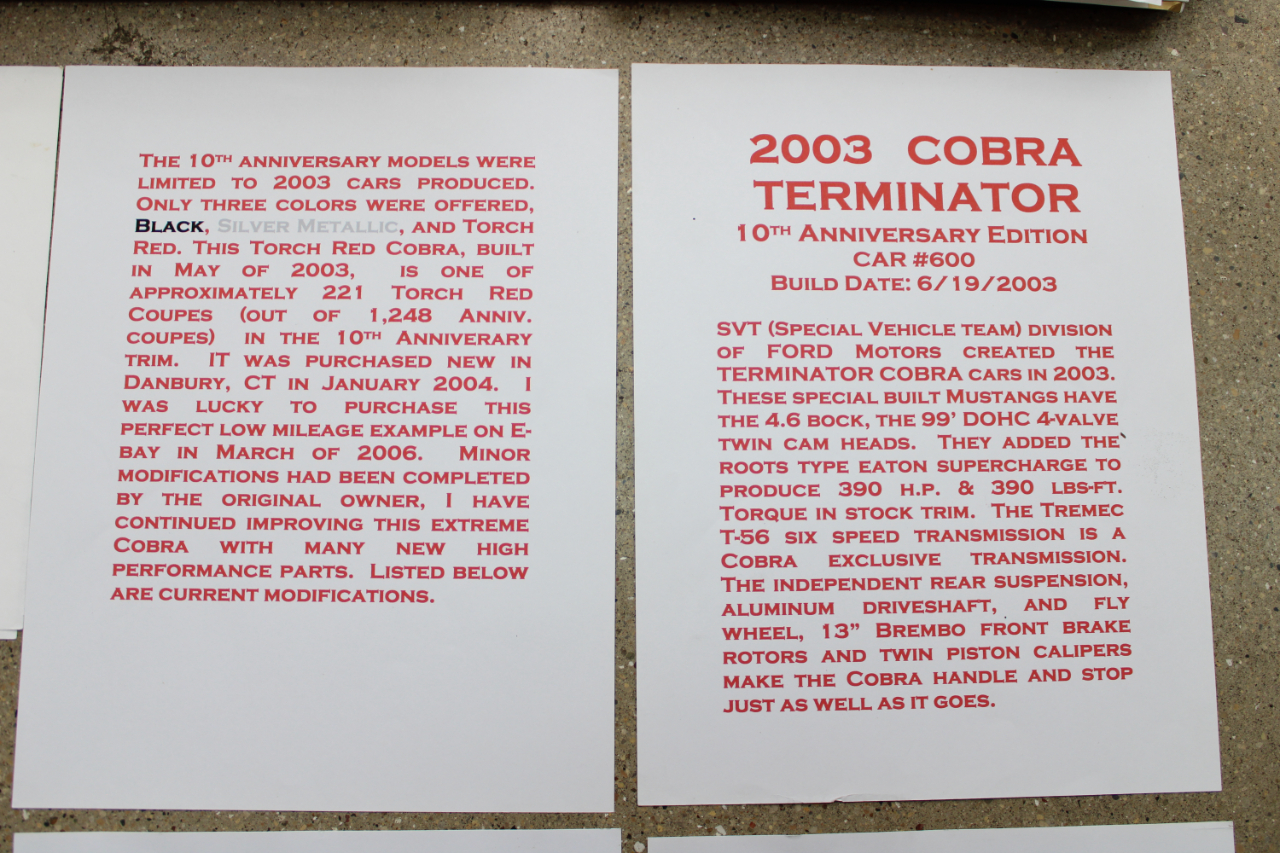 THE 10TH ANNIVERSARY MODELS WERE
LIMITED TO 2003 CARS PRODUCED.
ONLY THREE COLORS WERE OFFERED,
BLACK, SILVER METALLIC, AND TORCH
RED. THIS TORCH RED COBRA, BUILT
IN MAY OF 2003, IS ONE OF
APPROXIMATELY 221 TORCH RED
COUPES (OUT OF 1,248 ANNIV.
COUPES) IN THE 10TH ANNIVERARY
TRIM. IT WAS PURCHASED NEW IN
DANBURY, CT IN JANUARY 2004. I
WAS LUCKY TO PURCHASE THIS
PERFECT LOW MILEAGE EXAMPLE ON E-
BAY IN MARCH OF 2006. MINOR
MODIFICATIONS HAD BEEN COMPLETED
BY THE ORIGINAL OWNER, I HAVE
CONTINUED IMPROVING THIS EXTREME
COBRA WITH MANY NEW HIGH
PERFORMANCE PARTS. LISTED BELOW
ARE CURRENT MODIFICATIONS.
2003 COBRA
TERMINATOR
10TH ANNIVERSARY EDITION
CAR #600
BUILD DATE: 6/19/2003
SVT (SPECIAL VEHICLE TEAM) DIVISION
OF FORD MOTORS CREATED THE
TERMINATOR COBRA CARS IN 2003.
THESE SPECIAL BUILT MUSTANGS HAVE
THE 4.6 BOCK, THE 99' DOHC 4-VALVE
TWIN CAM HEADS. THEY ADDED THE
ROOTS TYPE EATON SUPERCHARGE TO
PRODUCE 390 H.P. & 390 LBS-FT.
TORQUE IN STOCK TRIM. THE TREMEC
T-56 SIX SPEED TRANSMISSION IS A
COBRA EXCLUSIVE TRANSMISSION.
THE INDEPENDENT REAR SUSPENSION,
ALUMINUM DRIVESHAFT, AND FLY
WHEEL, 13" BREMBO FRONT BRAKE
ROTORS AND TWIN PISTON CALIPERS
MAKE THE COBRA HANDLE AND STOP
JUST AS WELL AS IT GOES.